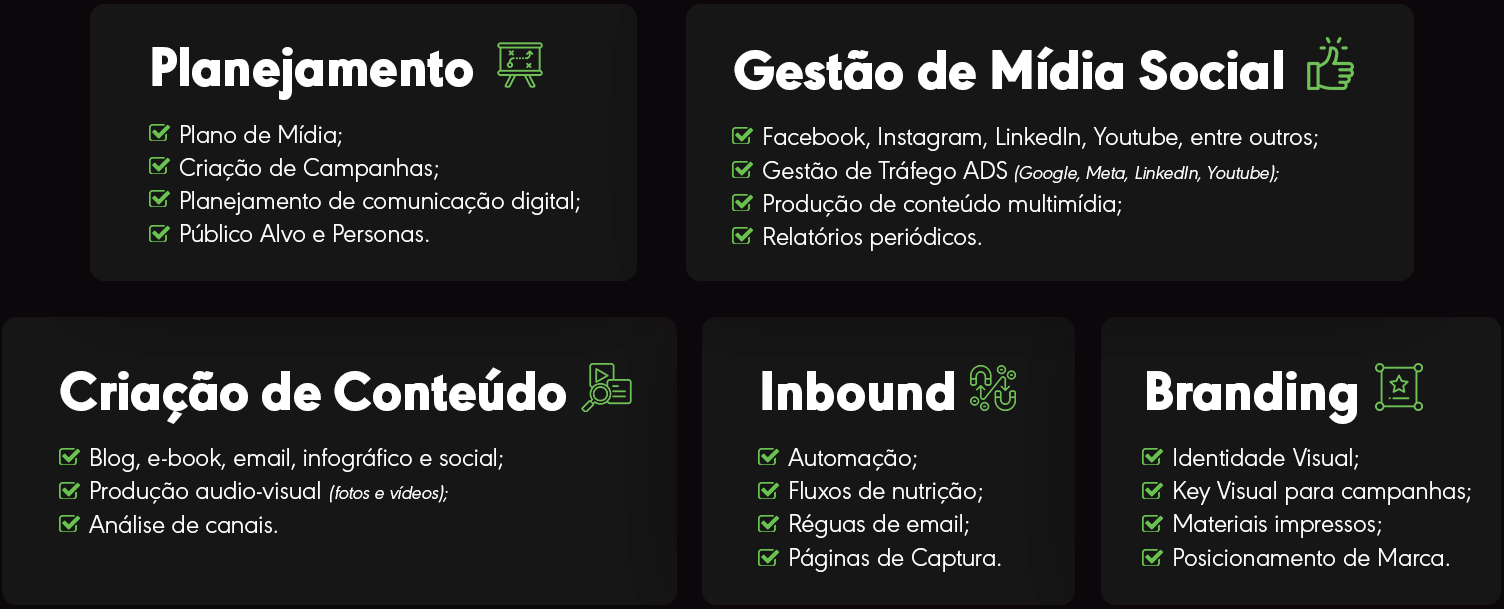 Planejamento
Plano de Mídia;
Criação de Campanhas;
Planejamento de comunicação digital;
Público Alvo e Personas.
Gestão de Mídia Social
Facebook, Instagram, LinkedIn, Youtube, entre outros;
Gestão de Tráfego ADS (Google, Meta, LinkedIn, Youtube);
Produção de conteúdo multimídia;
Relatórios periódicos.
Criação de Conteúdo
Blog, e-book, email, infográfico e social;
Produção audio-visual (fotos e vídeos);
Análise de canais.
Inbound
Automação;
Fluxos de nutrição;
Réguas de email;
Páginas de Captura.
Branding
Identidade Visual;
Key Visual para campanhas;
Materiais impressos;
Posicionamento de Marca.